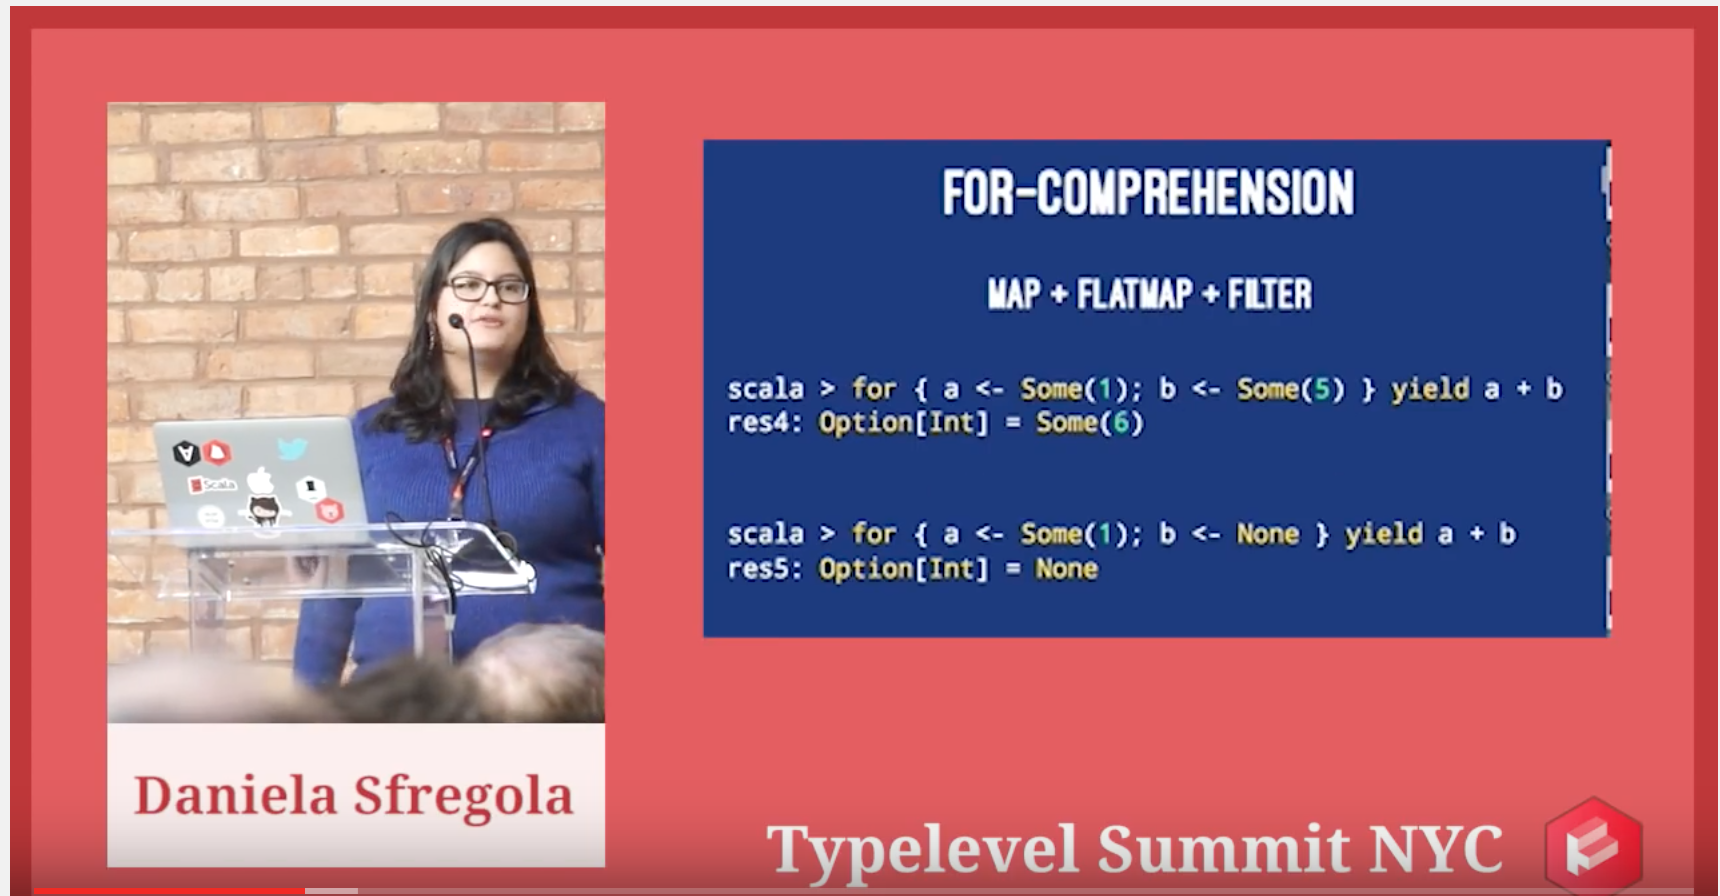 FOR-COMPREHENSION
MAP + FLATMAP + FILTER
scala > for { a <- Some(1); b <- Some(5) } yield a + b
res4: Option[Int] = Some(6)
scala > for { a <- Some(1); b <- None } yield a + b
res5: Option[Int] = None
Scala
Daniela Sfregola
Typelevel Summit NYC